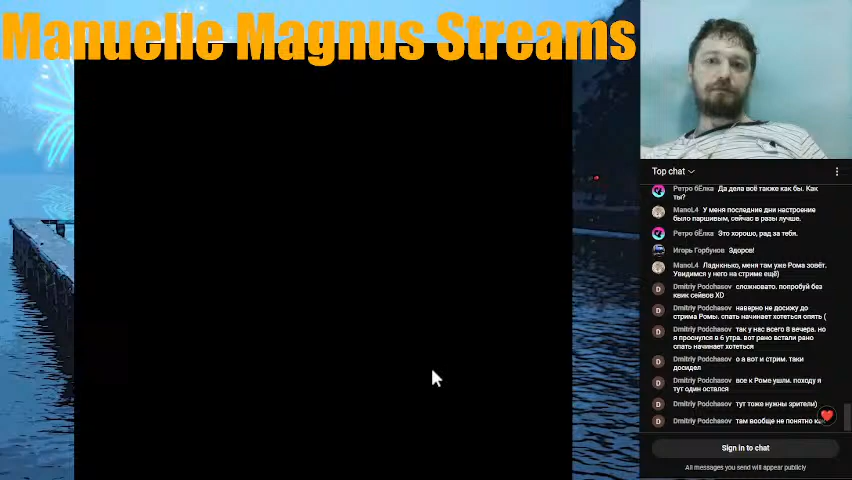 Manuelle Magnus Streams
Top chat
Ретро бЁлка Да дела всё также как бы. Как
ты?
ManoL4 У меня последние дни настроение
было паршивым, сейчас в разы лучше.
Ретро бЁлка Это хорошо, рад за тебя.
Игорь Горбунов Здоров!
ManoL4 Ладнюнько, меня там уже Рома зовёт.
Увидимся у него на стриме ещё)
D Dmitriy Podchasov сложновато. попробуй без
квик сейвов XD
D Dmitriy Podchasov наверно не досижу до
стрима Ромы. спать начинает хотеться опять (
D Dmitriy Podchasov так у нас всего 8 вечера. но
я проснулся в 6 утра. вот рано встали рано
спать начинает хотеться
D Dmitriy Podchasov о а вот и стрим. таки
досидел
D Dmitriy Podchasov все к Роме ушли. походу я
тут один остался
D Dmitriy Podchasov тут тоже нужны зрители)
D Dmitriy Podchasov там вообще не понятно
Sign in to chat
All messages you send will appear publicly